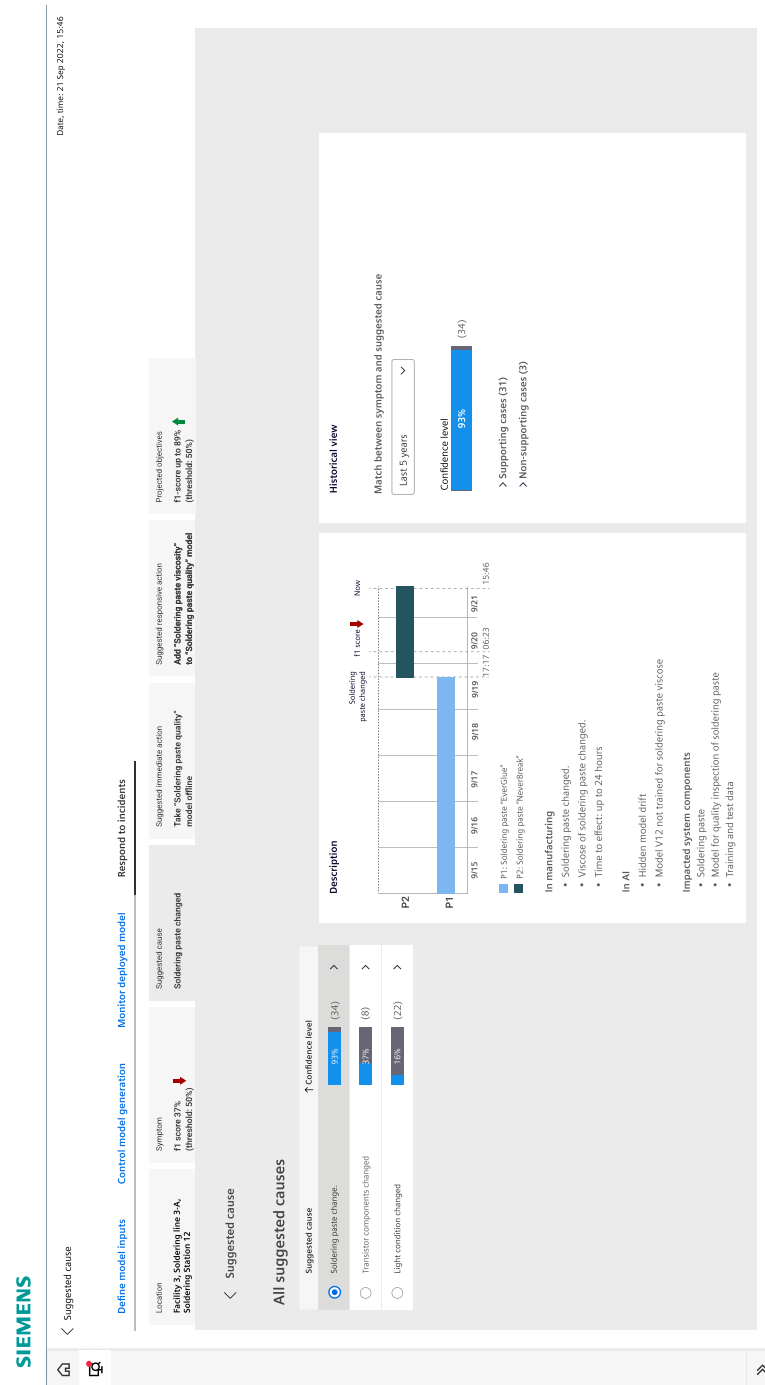 SIEMENS
Suggested cause
Date, time: 21 Sep 2022, 15:46
Define model inputs
Control model generation
Monitor deployed model
Respond to incidents
Location
Facility 3, Soldering line 3-A,
Soldering Station 12
Symptom
f1 score 37%
(threshold: 50%)
Suggested cause
Soldering paste changed
Suggested immediate action
Take “Soldering paste quality”
model offline
Suggested responsive action
Add “Soldering paste viscosity”
to “Soldering paste quality” model
Projected objectives
f1-score up to 89%
(threshold: 50%)
Suggested cause
All suggested causes
Suggested cause
Confidence level
Soldering paste change.
93%
(34)
Transistor components changed
37%
(8)
Light condition changed
16%
(22)
Description
Soldering
paste changed
f1 score
Now
P2
P1
9/15
9/16
9/17
9/18
9/19
9/20
9/21
17:17
06:23
15:46
P1: Soldering paste "EverGlue"
P2: Soldering paste "NeverBreak"
In manufacturing
• Soldering paste changed.
• Viscose of soldering paste changed.
• Time to effect: up to 24 hours
In AI
• Hidden model drift
• Model V12 not trained for soldering paste viscose
Impacted system components
• Soldering paste
• Model for quality inspection of soldering paste
• Training and test data
Historical view
Match between symptom and suggested cause
Last 5 years
Confidence level
93%
(34)
Supporting cases (31)
Non-supporting cases (3)